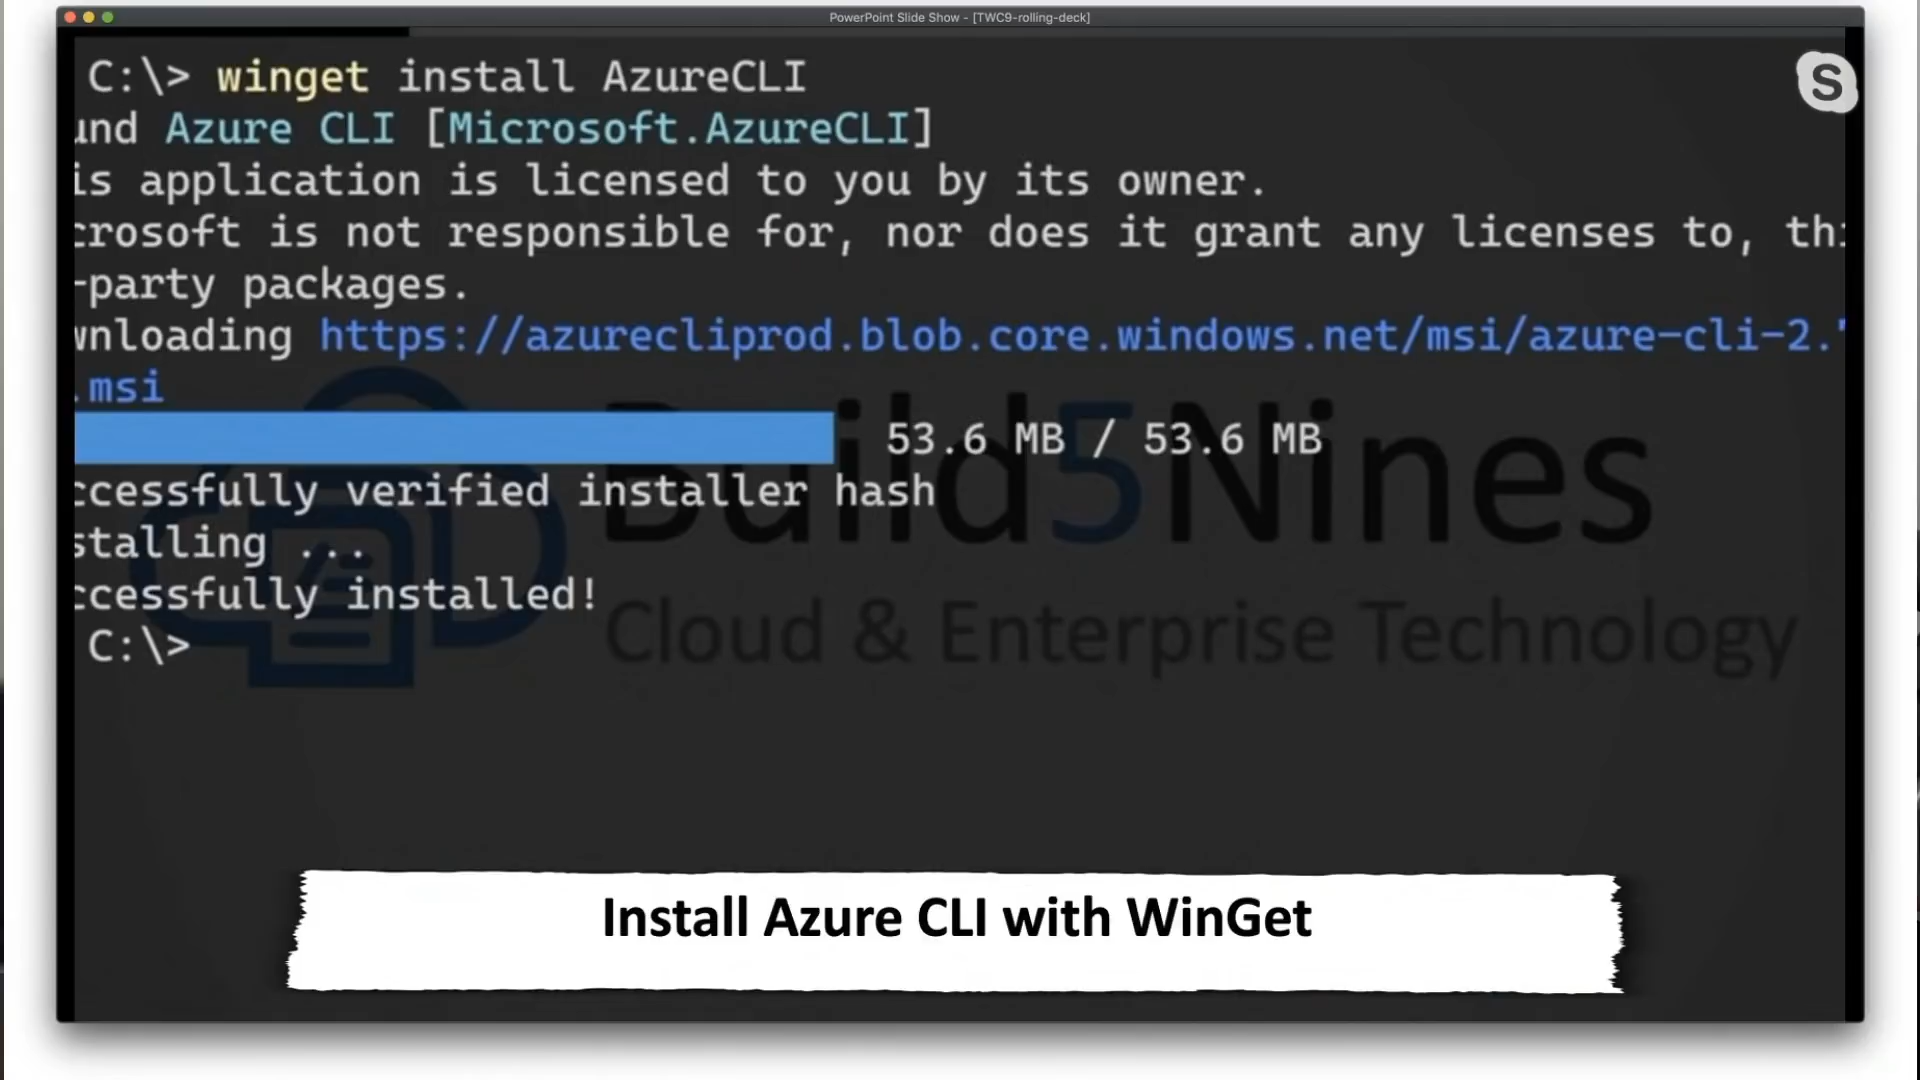 PowerPoint Slide Show - [TWC9-rolling-deck]
C:\> winget install AzureCLI
und Azure CLI [Microsoft.AzureCLI]
is application is licensed to you by its owner.
crosoft is not responsible for, nor does it grant any licenses to, thi
-party packages.
wnloading https://azurecliprod.blob.core.windows.net/msi/azure-cli-2.
.msi
53.6 MB / 53.6 MB
ccessfully verified installer hash
stalling ...
ccessfully installed!
C:\>
Build5Nines
Cloud & Enterprise Technology
Install Azure CLI with WinGet
S